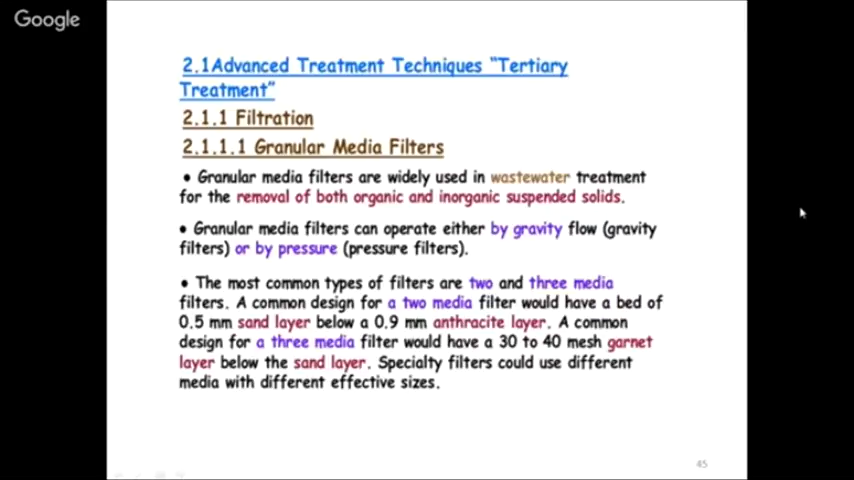 Google
2.1Advanced Treatment Techniques “Tertiary
Treatment”
2.1.1 Filtration
2.1.1.1 Granular Media Filters
• Granular media filters are widely used in wastewater treatment
for the removal of both organic and inorganic suspended solids.
• Granular media filters can operate either by gravity flow (gravity
filters) or by pressure (pressure filters).
• The most common types of filters are two and three media
filters. A common design for a two media filter would have a bed of
0.5 mm sand layer below a 0.9 mm anthracite layer. A common
design for a three media filter would have a 30 to 40 mesh garnet
layer below the sand layer. Specialty filters could use different
media with different effective sizes.
45